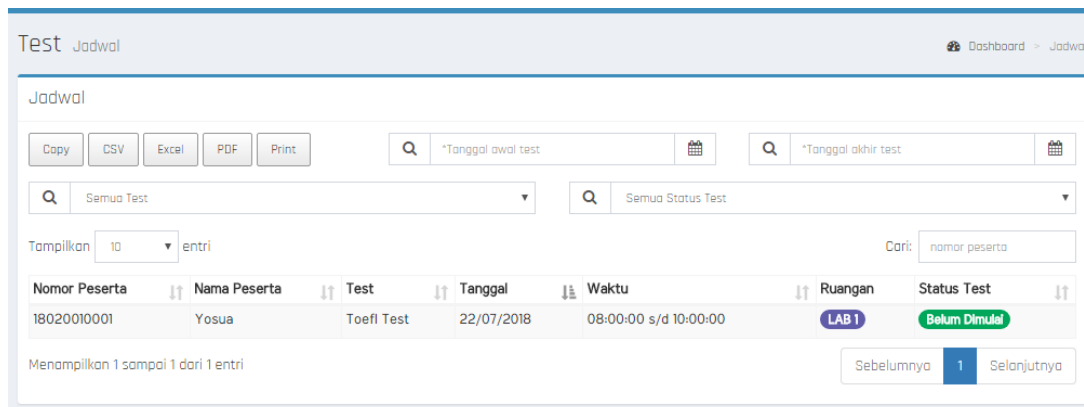 Test Jadwal
Dashboard > Jadwa
Jadwal
Copy CSV Excel PDF Print *Tanggal awal test *Tanggal akhir test
Semua Test Semua Status Test
Tampilkan 10 entri Cari: nomor peserta
Nomor Peserta Nama Peserta Test Tanggal Waktu Ruangan Status Test
18020010001 Yosua Toefl Test 22/07/2018 08:00:00 s/d 10:00:00 LAB 1 Belum Dimulai
Menampilkan 1 sampai 1 dari 1 entri Sebelumnya 1 Selanjutnya